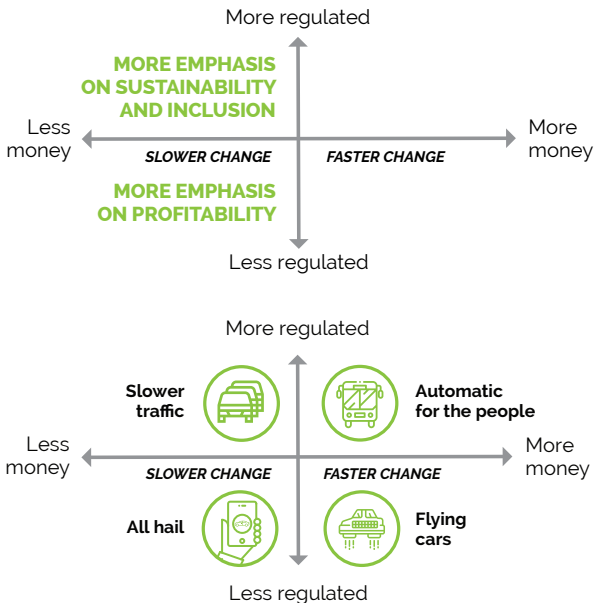 More regulated
MORE EMPHASIS
ON SUSTAINABILITY
AND INCLUSION
Less
money
More
money
SLOWER CHANGE
FASTER CHANGE
MORE EMPHASIS
ON PROFITABILITY
Less regulated
More regulated
Slower
traffic
Automatic
for the people
Less
money
More
money
SLOWER CHANGE
FASTER CHANGE
All hail
Flying
cars
Less regulated